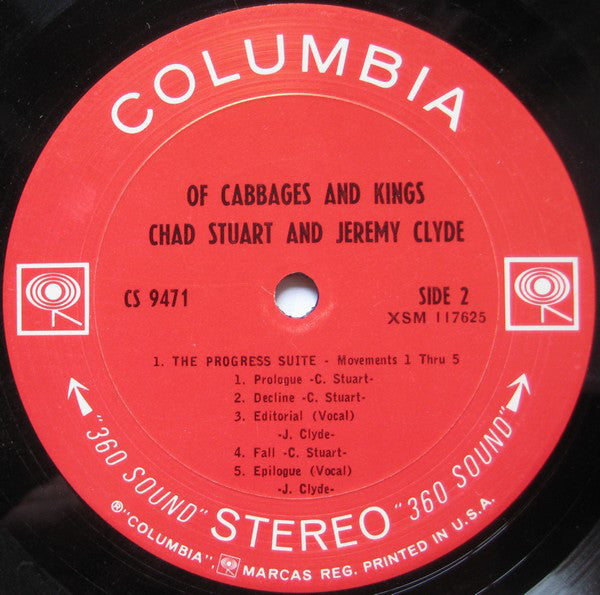 COLUMBIA
OF CABBAGES AND KINGS
CHAD STUART AND JEREMY CLYDE
CS 9471
SIDE 2
XSM 117625
1. THE PROGRESS SUITE - Movements 1 Thru 5
1. Prologue -C. Stuart-
2. Decline -C. Stuart-
3. Editorial (Vocal)
-J. Clyde-
4. Fall -C. Stuart-
5. Epilogue (Vocal)
-J. Clyde-
"360 SOUND" STEREO "360 SOUND"
®"COLUMBIA", MARCAS REG. PRINTED IN U.S.A.